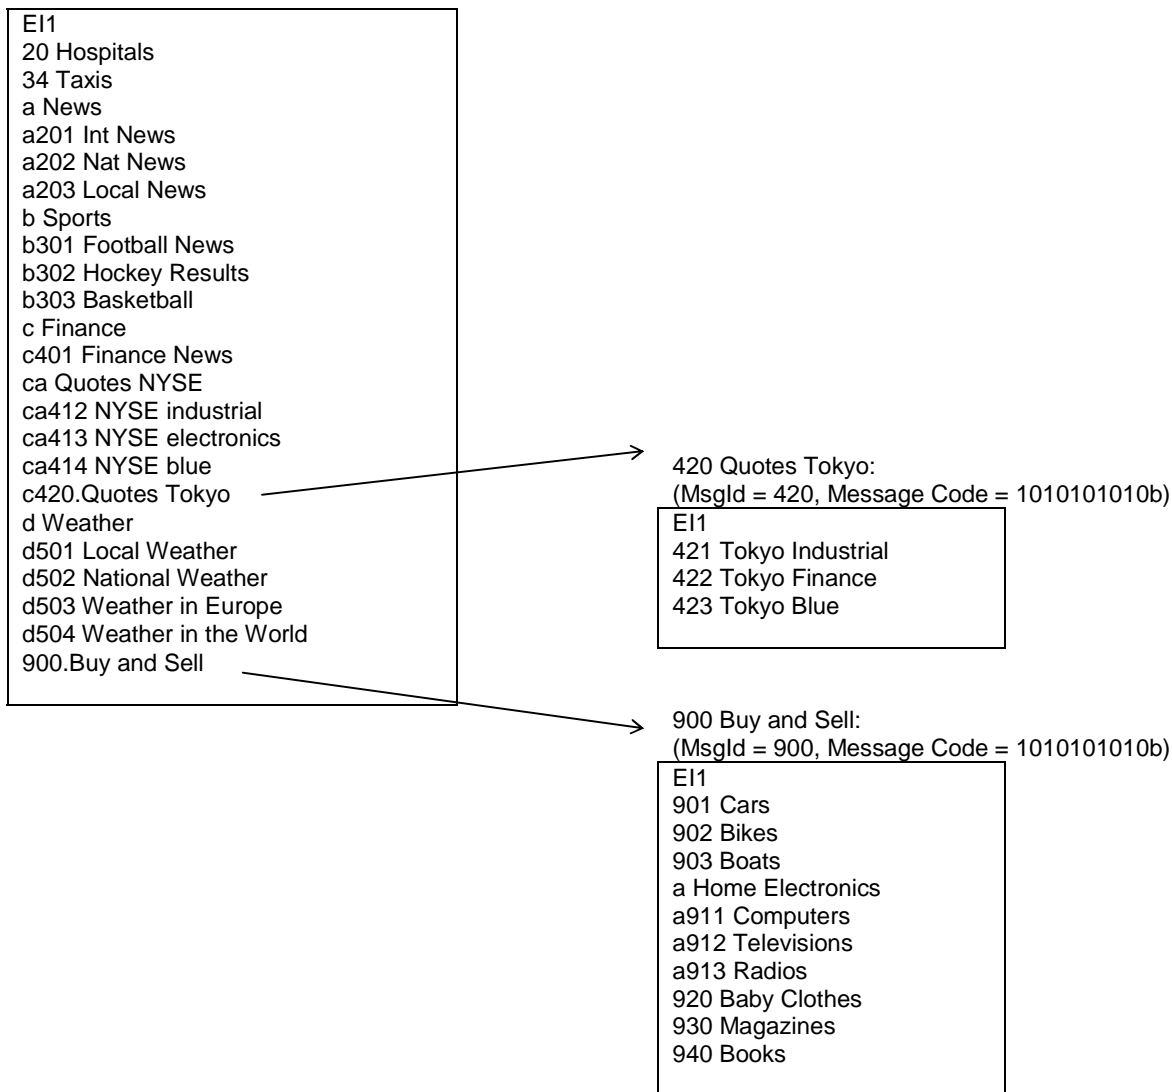 EI1
20 Hospitals
34 Taxis
a News
a201 Int News
a202 Nat News
a203 Local News
b Sports
b301 Football News
b302 Hockey Results
b303 Basketball
c Finance
c401 Finance News
ca Quotes NYSE
ca412 NYSE industrial
ca413 NYSE electronics
ca414 NYSE blue
c420.Quotes Tokyo
d Weather
d501 Local Weather
d502 National Weather
d503 Weather in Europe
d504 Weather in the World
900.Buy and Sell
420 Quotes Tokyo:
(MsgId = 420, Message Code = 1010101010b)
EI1
421 Tokyo Industrial
422 Tokyo Finance
423 Tokyo Blue
900 Buy and Sell:
(MsgId = 900, Message Code = 1010101010b)
EI1
901 Cars
902 Bikes
903 Boats
a Home Electronics
a911 Computers
a912 Televisions
a913 Radios
920 Baby Clothes
930 Magazines
940 Books